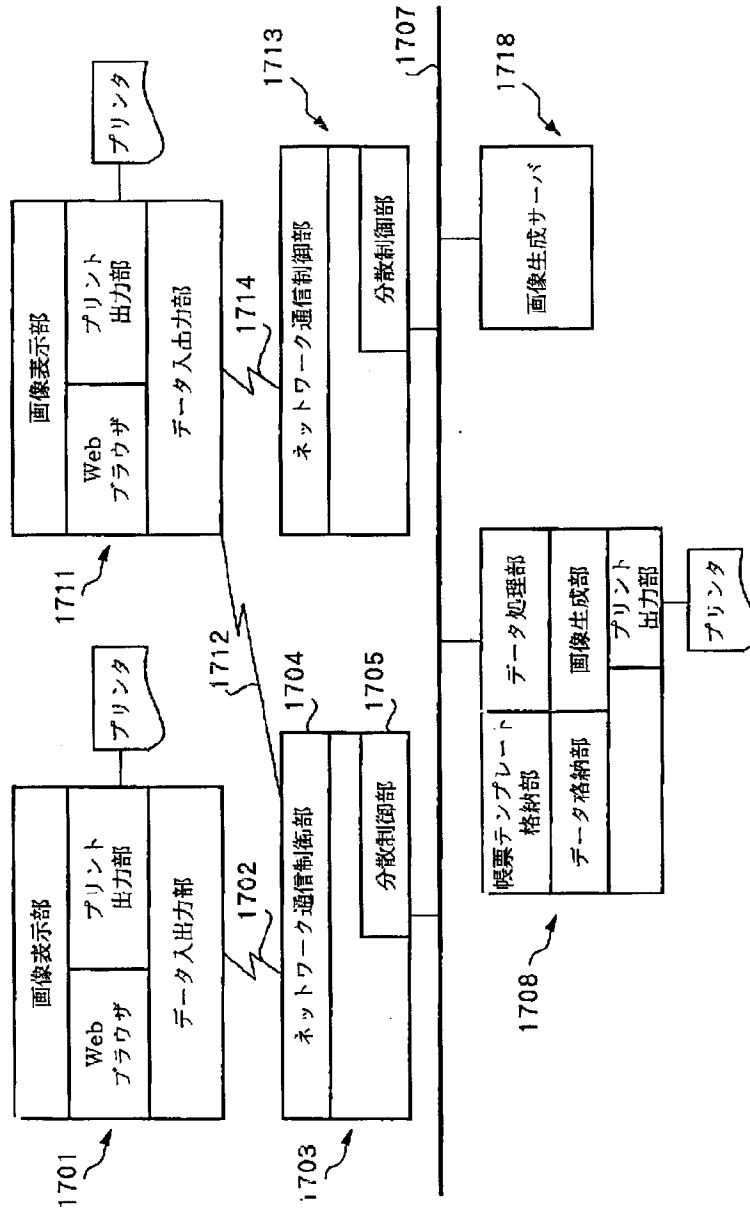 1701
画像表示部
Web
ブラウザ
プリント
出力部
データ入出力部
プリンタ
1702
1711
画像表示部
Web
ブラウザ
プリント
出力部
データ入出力部
プリンタ
1712
1714
1703
ネットワーク通信制御部
分散制御部
1704
1705
ネットワーク通信制御部
分散制御部
1713
1707
1708
帳票テンプレート
格納部
データ処理部
データ格納部
画像生成部
プリント
出力部
プリンタ
画像生成サーバ
1718